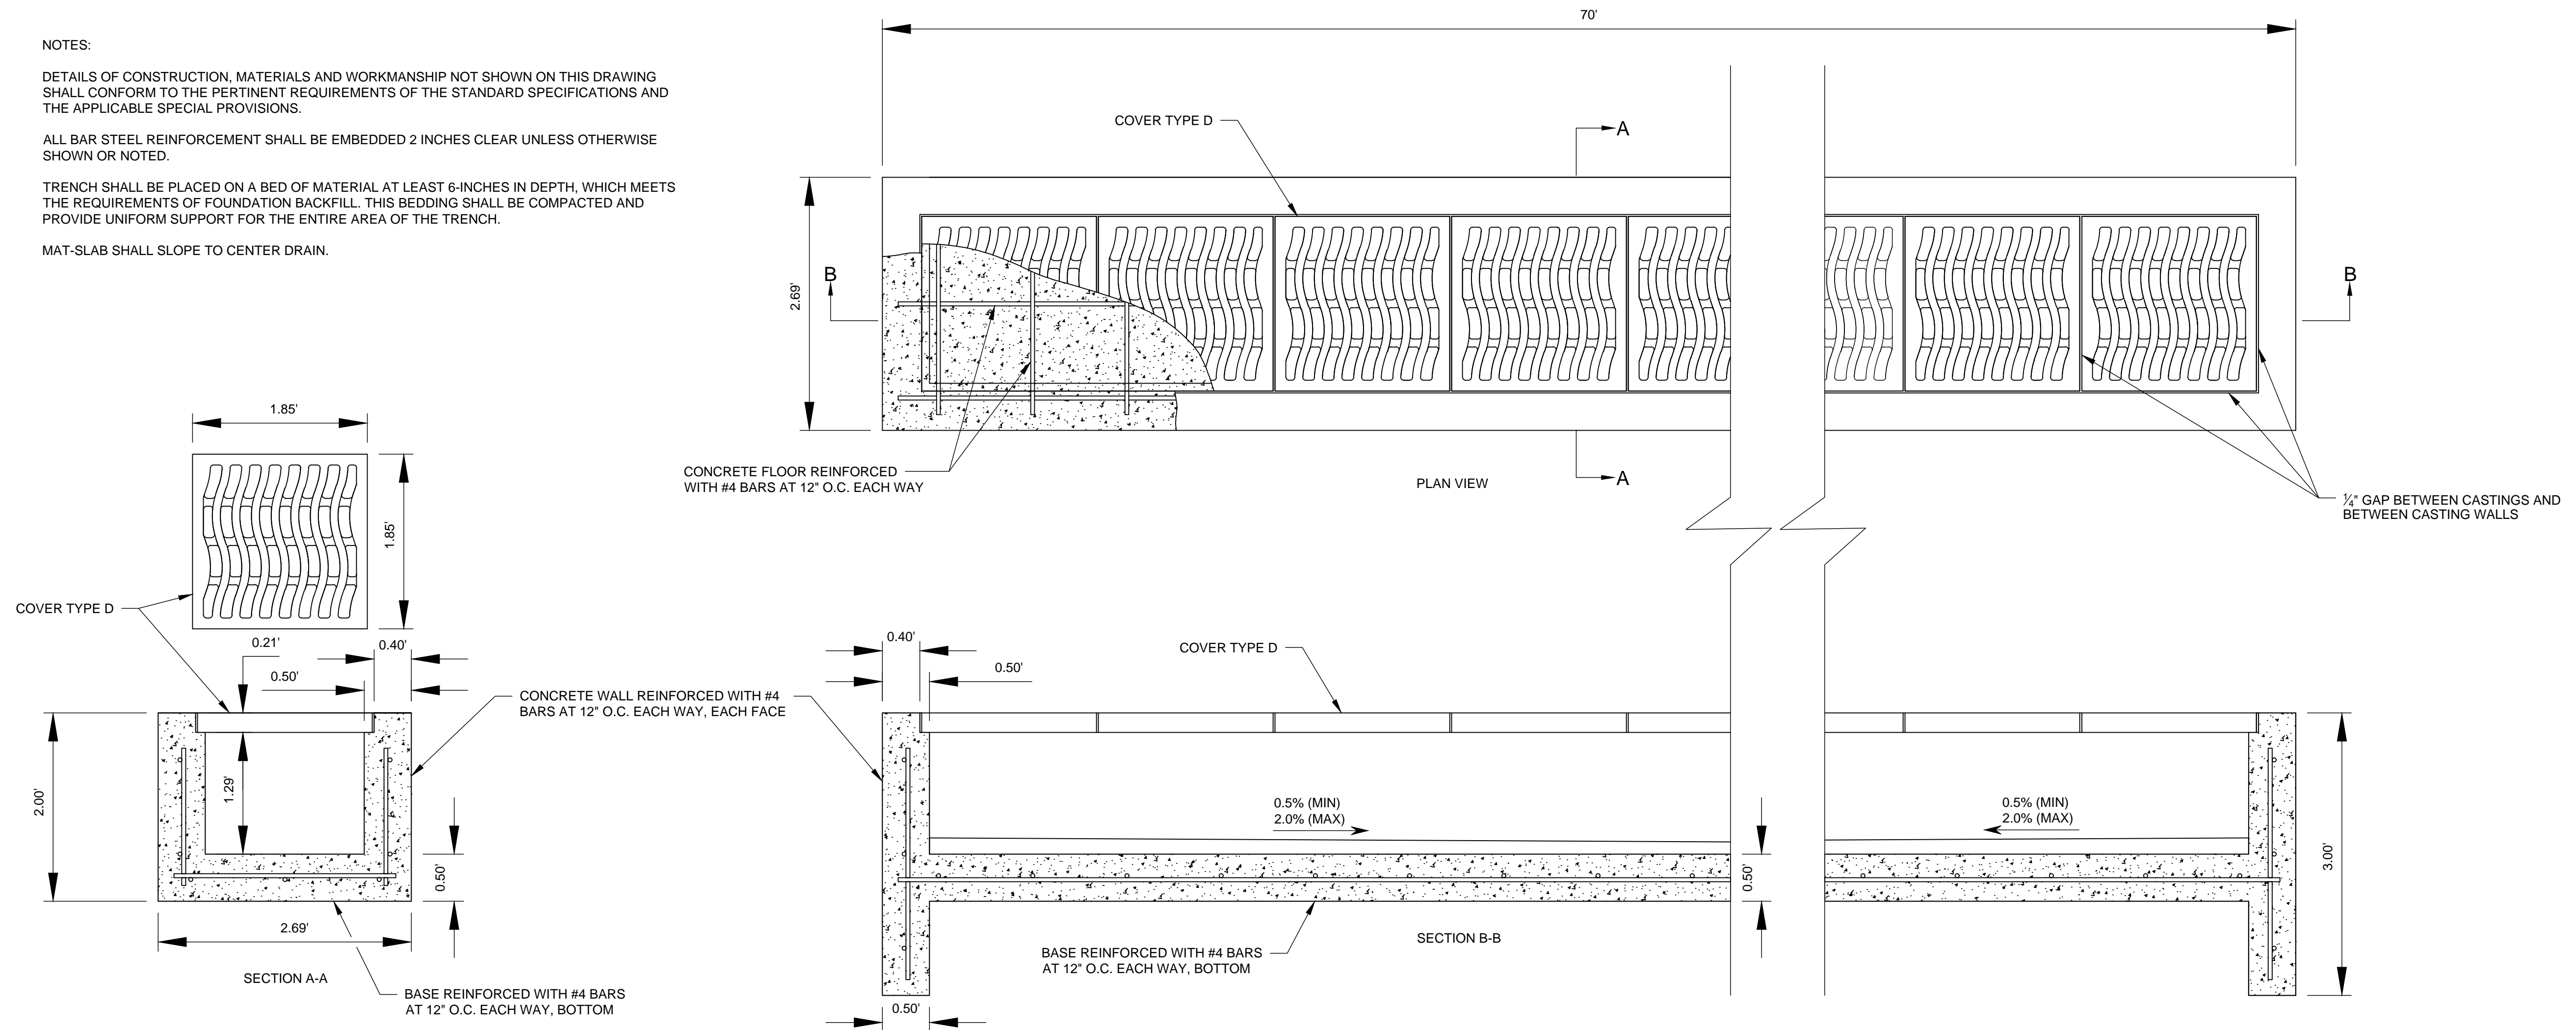 NOTES:
DETAILS OF CONSTRUCTION, MATERIALS AND WORKMANSHIP NOT SHOWN ON THIS DRAWING
SHALL CONFORM TO THE PERTINENT REQUIREMENTS OF THE STANDARD SPECIFICATIONS AND
THE APPLICABLE SPECIAL PROVISIONS.
ALL BAR STEEL REINFORCEMENT SHALL BE EMBEDDED 2 INCHES CLEAR UNLESS OTHERWISE
SHOWN OR NOTED.
TRENCH SHALL BE PLACED ON A BED OF MATERIAL AT LEAST 6-INCHES IN DEPTH, WHICH MEETS
THE REQUIREMENTS OF FOUNDATION BACKFILL. THIS BEDDING SHALL BE COMPACTED AND
PROVIDE UNIFORM SUPPORT FOR THE ENTIRE AREA OF THE TRENCH.
MAT-SLAB SHALL SLOPE TO CENTER DRAIN.
70'
COVER TYPE D
A
B
2.69'
B
CONCRETE FLOOR REINFORCED
WITH #4 BARS AT 12" O.C. EACH WAY
A
PLAN VIEW
¼" GAP BETWEEN CASTINGS AND
BETWEEN CASTING WALLS
1.85'
1.85'
COVER TYPE D
0.21'
0.40'
0.50'
2.00'
1.29'
0.50'
2.69'
SECTION A-A
CONCRETE WALL REINFORCED WITH #4
BARS AT 12" O.C. EACH WAY, EACH FACE
BASE REINFORCED WITH #4 BARS
AT 12" O.C. EACH WAY, BOTTOM
0.40'
0.50'
COVER TYPE D
0.5% (MIN)
2.0% (MAX)
0.5% (MIN)
2.0% (MAX)
0.50'
3.00'
SECTION B-B
BASE REINFORCED WITH #4 BARS
AT 12" O.C. EACH WAY, BOTTOM
0.50'